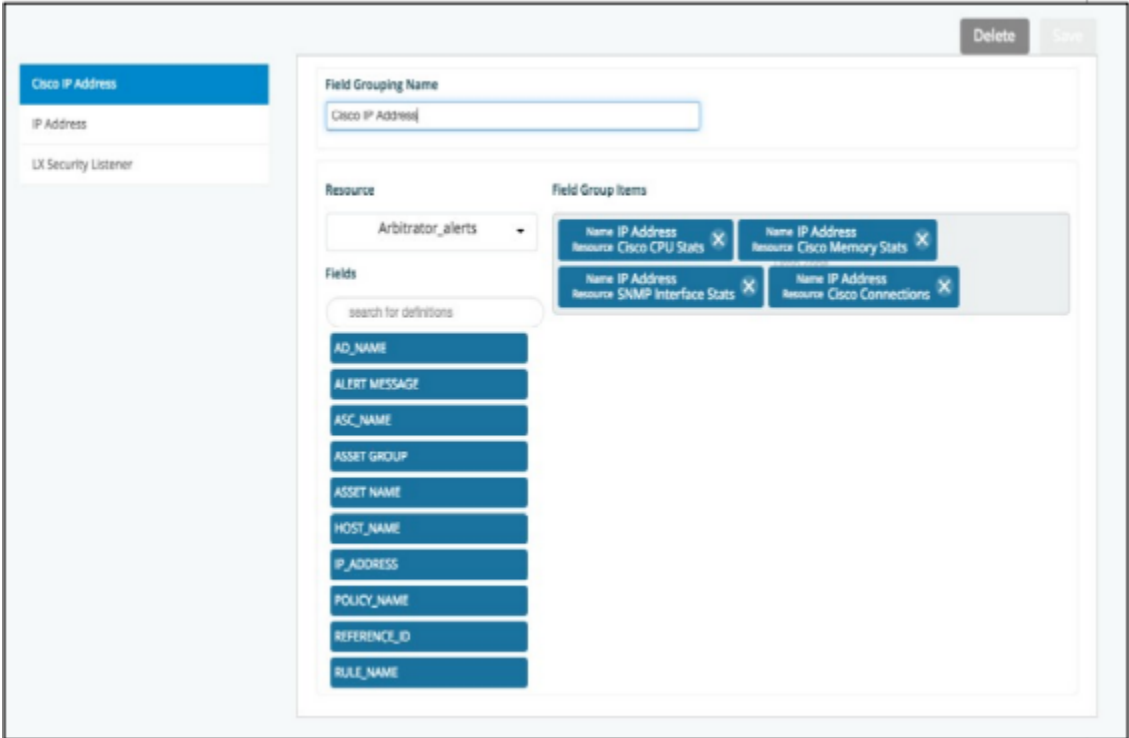 Delete
Save
Cisco IP Address
IP Address
LX Security Listener
Field Grouping Name
Cisco IP Address
Resource
Arbitrator_alerts
Fields
search for definitions
AD_NAME
ALERT MESSAGE
ASC_NAME
ASSET GROUP
ASSET NAME
HOST_NAME
IP_ADDRESS
POLICY_NAME
REFERENCE_ID
RULE_NAME
Field Group Items
Name IP Address
Resource Cisco CPU Stats
Name IP Address
Resource Cisco Memory Stats
Name IP Address
Resource SNMP Interface Stats
Name IP Address
Resource Cisco Connections